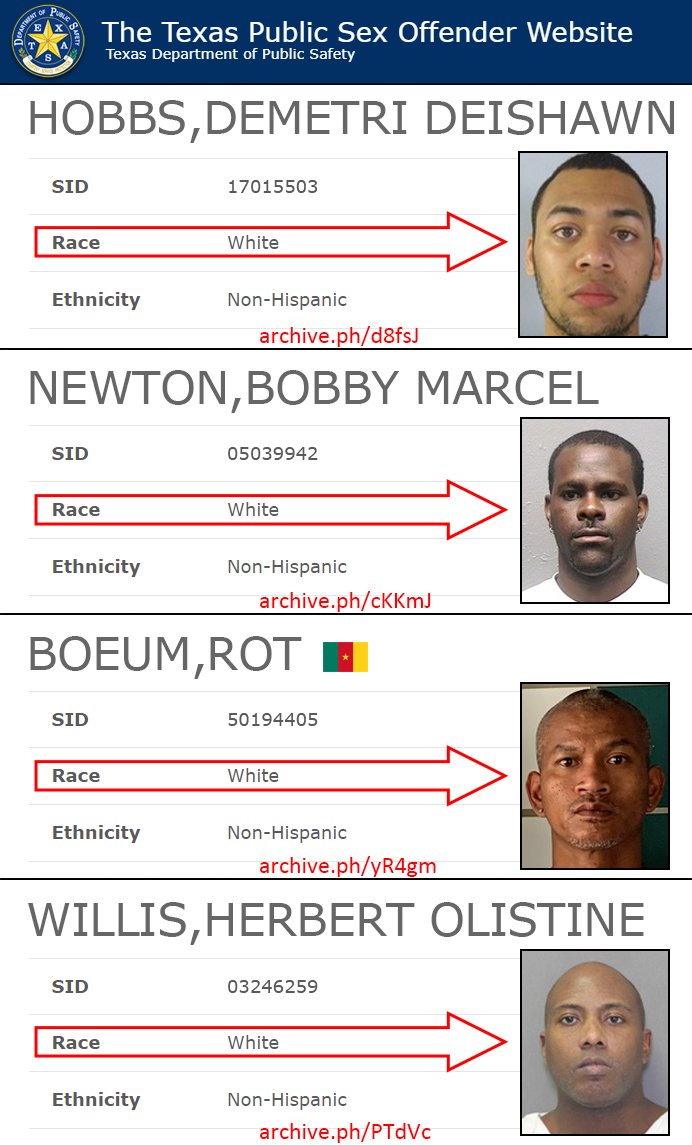 The Texas Public Sex Offender Website
Texas Department of Public Safety
DEPARTMENT OF PUBLIC SAFETY
TEXAS
HOBBS,DEMETRI DEISHAWN
SID 17015503
Race White
Ethnicity Non-Hispanic
archive.ph/d8fsJ
NEWTON,BOBBY MARCEL
SID 05039942
Race White
Ethnicity Non-Hispanic
archive.ph/cKKmJ
BOEUM,ROT
SID 50194405
Race White
Ethnicity Non-Hispanic
archive.ph/yR4gm
WILLIS,HERBERT OLISTINE
SID 03246259
Race White
Ethnicity Non-Hispanic
archive.ph/PTdVc